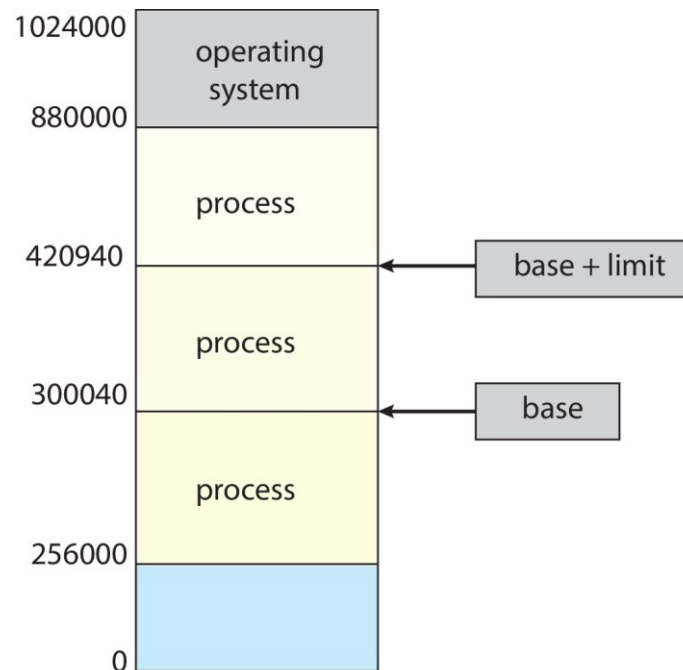 1024000
operating
system
880000
process
420940
base + limit
process
300040
base
process
256000
0